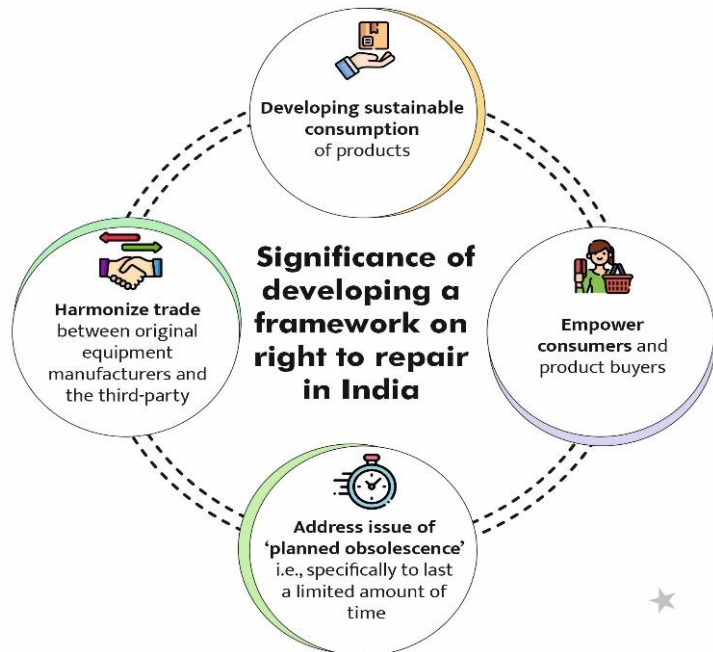 Developing sustainable
consumption
of products
Harmonize trade
between original
equipment
manufacturers and
the third-party
Significance of
developing a
framework on
right to repair
in India
Empower
consumers and
product buyers
Address issue of
‘planned obsolescence’
i.e., specifically to last
a limited amount of
time